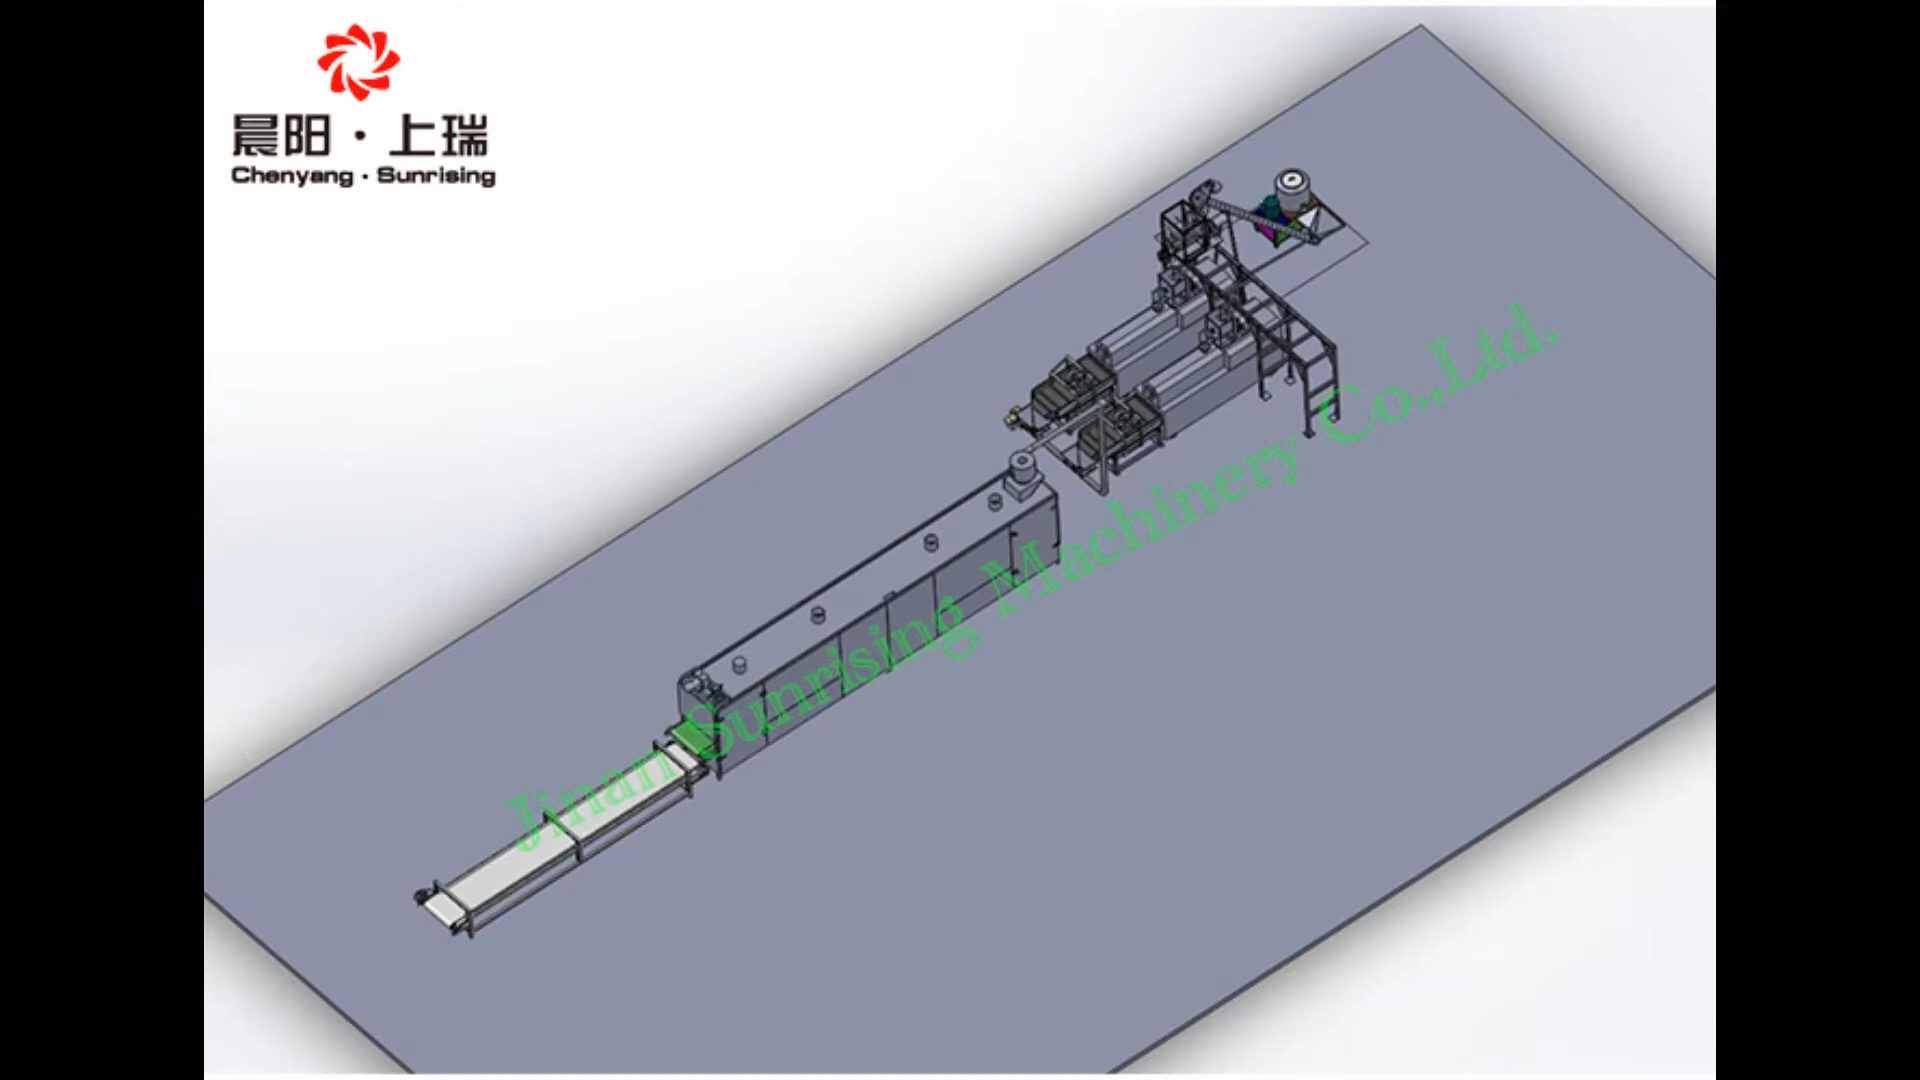 晨阳·上瑞
Chenyang · Sunrising
Jinan Sunrising Machinery Co.,Ltd.